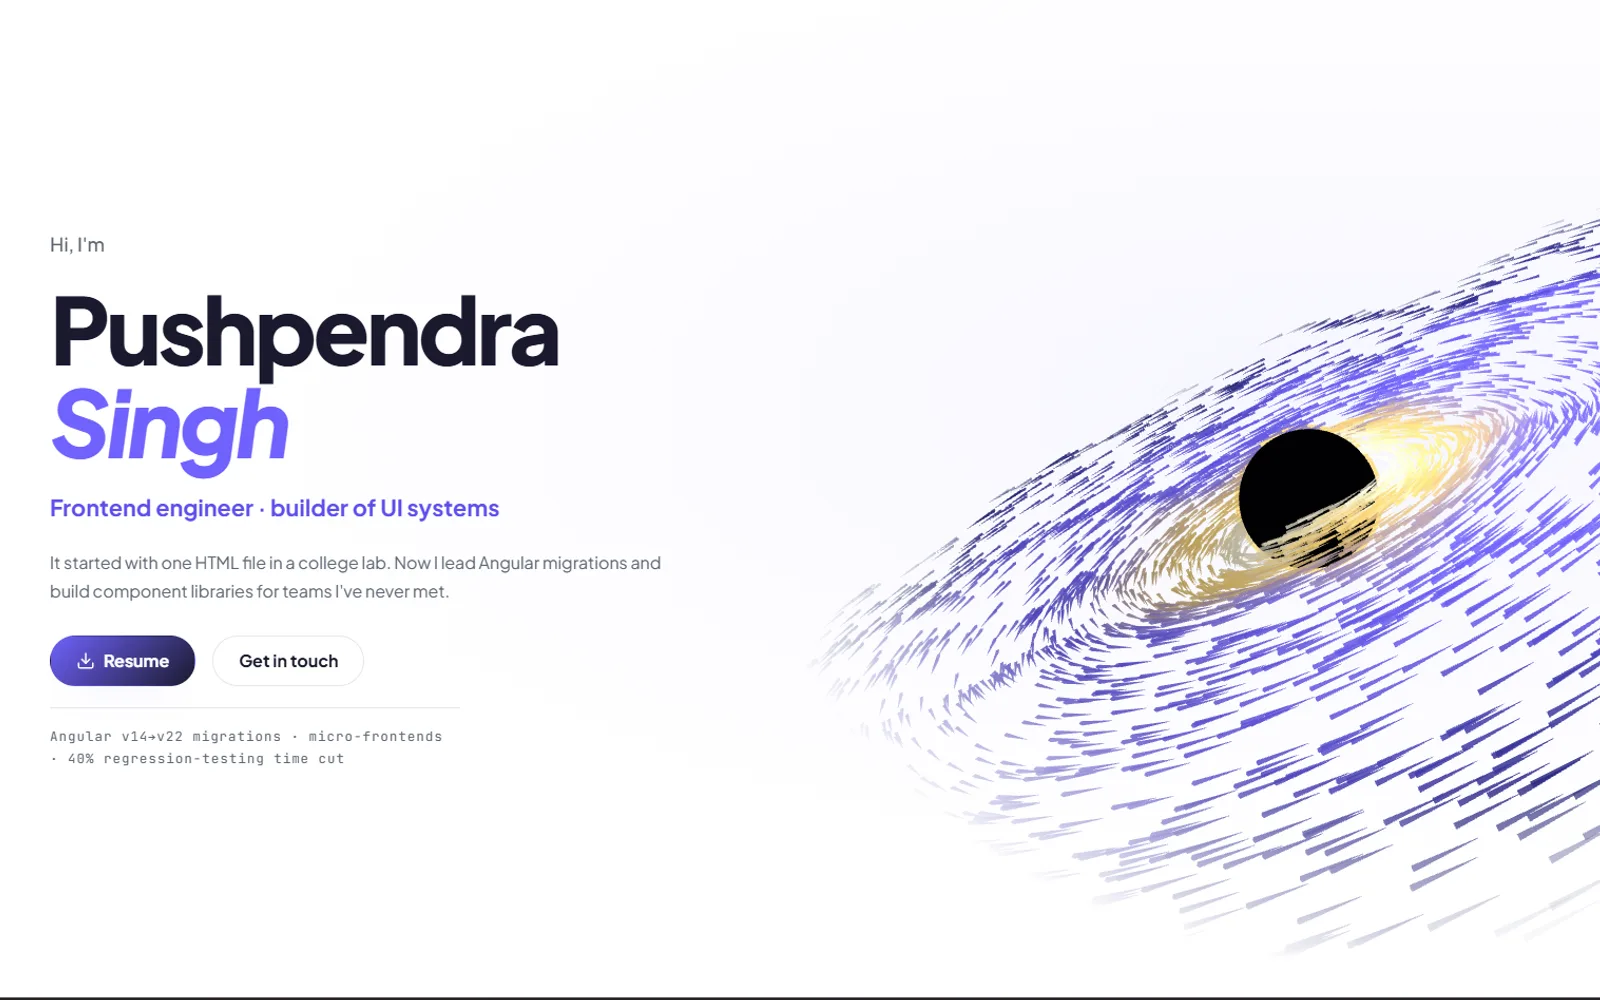 Hi, I'm
Pushpendra
Singh
Frontend engineer · builder of UI systems
It started with one HTML file in a college lab. Now I lead Angular migrations and
build component libraries for teams I've never met.
Resume
Get in touch
Angular v14→v22 migrations · micro-frontends
· 40% regression-testing time cut